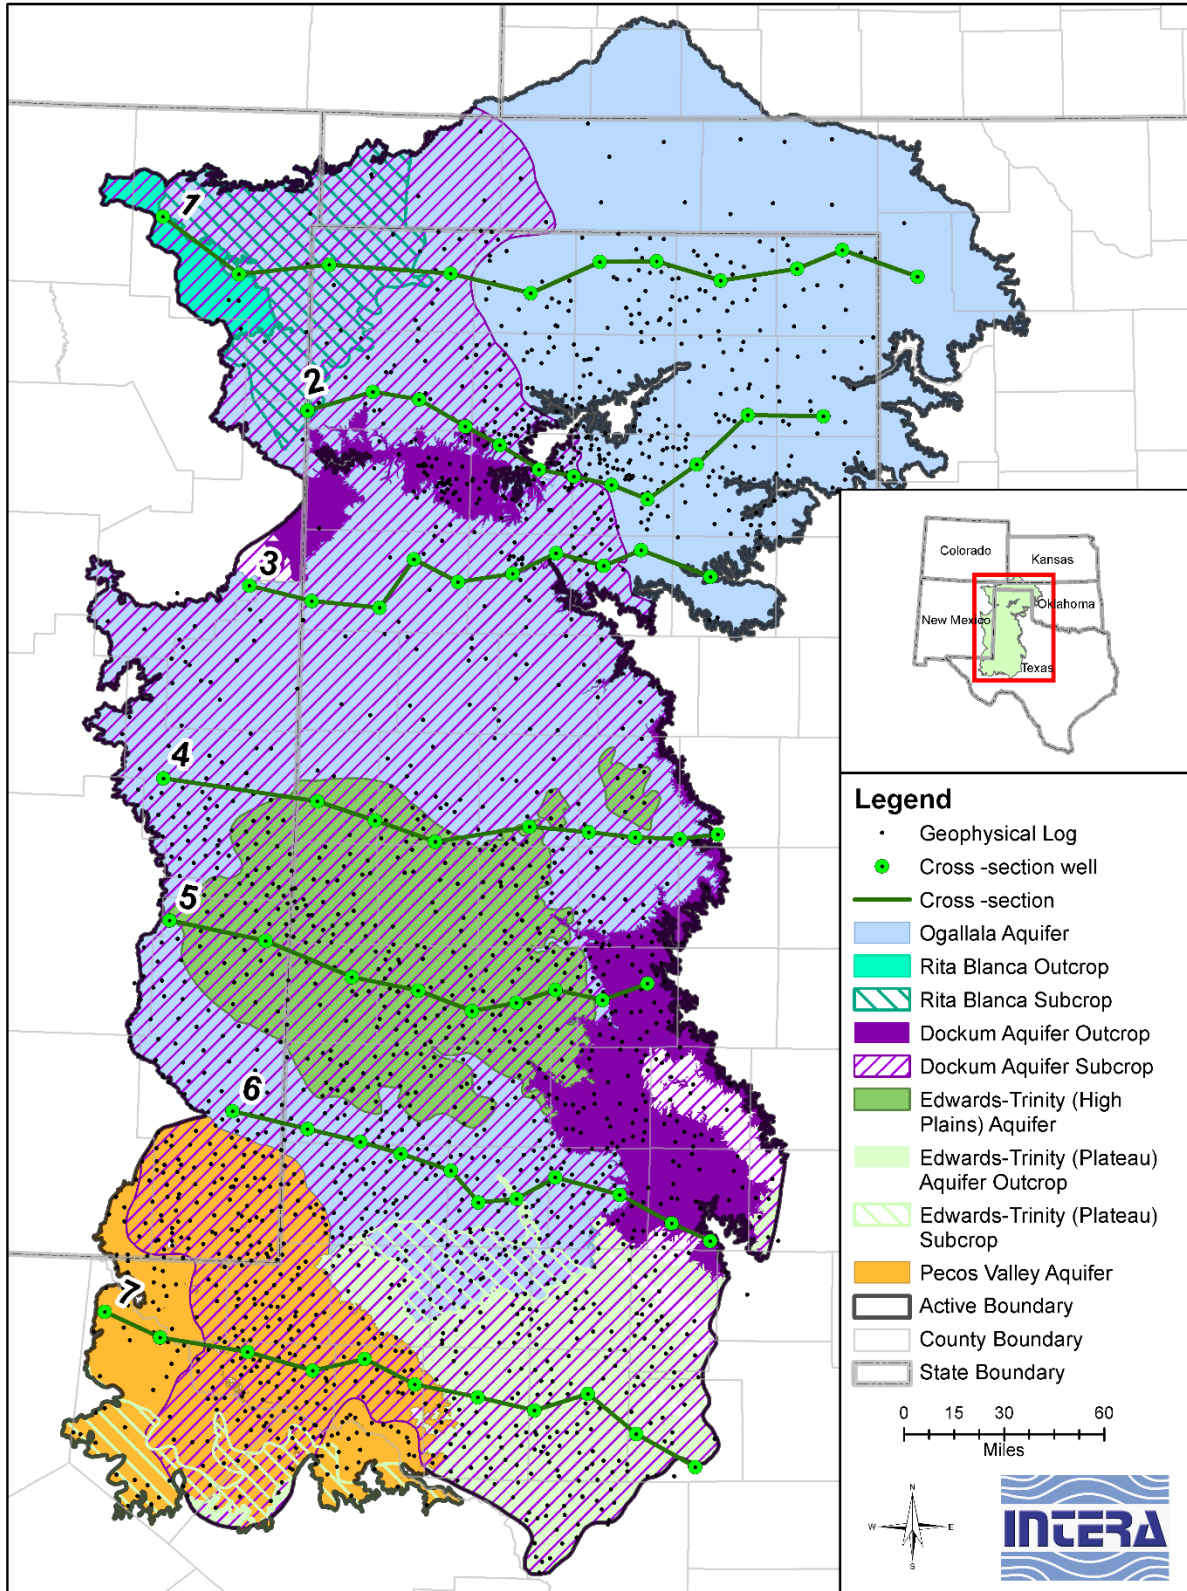 1
2
3
4
5
6
7
Colorado
Kansas
New Mexico
Oklahoma
Texas
Legend
Geophysical Log
Cross -section well
Cross -section
Ogallala Aquifer
Rita Blanca Outcrop
Rita Blanca Subcrop
Dockum Aquifer Outcrop
Dockum Aquifer Subcrop
Edwards-Trinity (High
Plains) Aquifer
Edwards-Trinity (Plateau)
Aquifer Outcrop
Edwards-Trinity (Plateau)
Subcrop
Pecos Valley Aquifer
Active Boundary
County Boundary
State Boundary
0 15 30 60
Miles
N
W E
S
INTERA